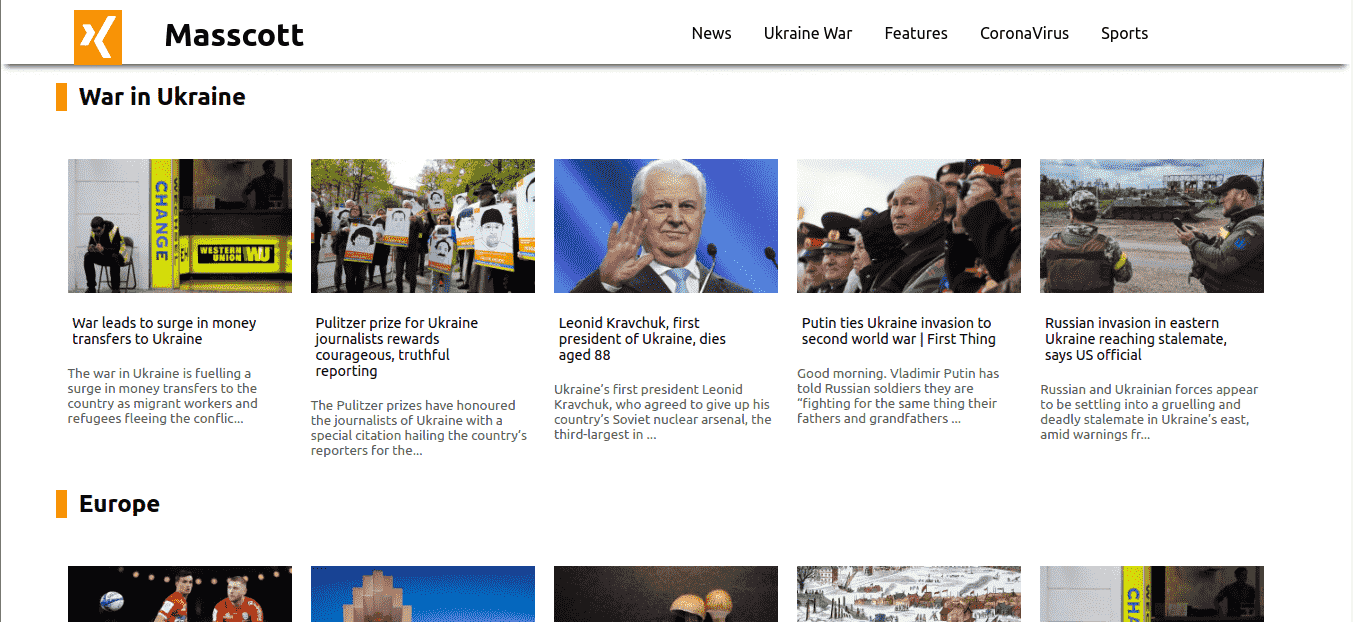 Masscott
News Ukraine War Features CoronaVirus Sports
War in Ukraine
CHANGE
WESTERN
UNION WU
War leads to surge in money
transfers to Ukraine
The war in Ukraine is fuelling a
surge in money transfers to the
country as migrant workers and
refugees fleeing the conflic...
Pulitzer prize for Ukraine
journalists rewards
courageous, truthful
reporting
The Pulitzer prizes have honoured
the journalists of Ukraine with a
special citation hailing the country’s
reporters for the...
Leonid Kravchuk, first
president of Ukraine, dies
aged 88
Ukraine’s first president Leonid
Kravchuk, who agreed to give up his
country’s Soviet nuclear arsenal, the
third-largest in ...
Putin ties Ukraine invasion to
second world war | First Thing
Good morning. Vladimir Putin has
told Russian soldiers they are
“fighting for the same thing their
fathers and grandfathers ...
Russian invasion in eastern
Ukraine reaching stalemate,
says US official
Russian and Ukrainian forces appear
to be settling into a gruelling and
deadly stalemate in Ukraine’s east,
amid warnings fr...
Europe
CH